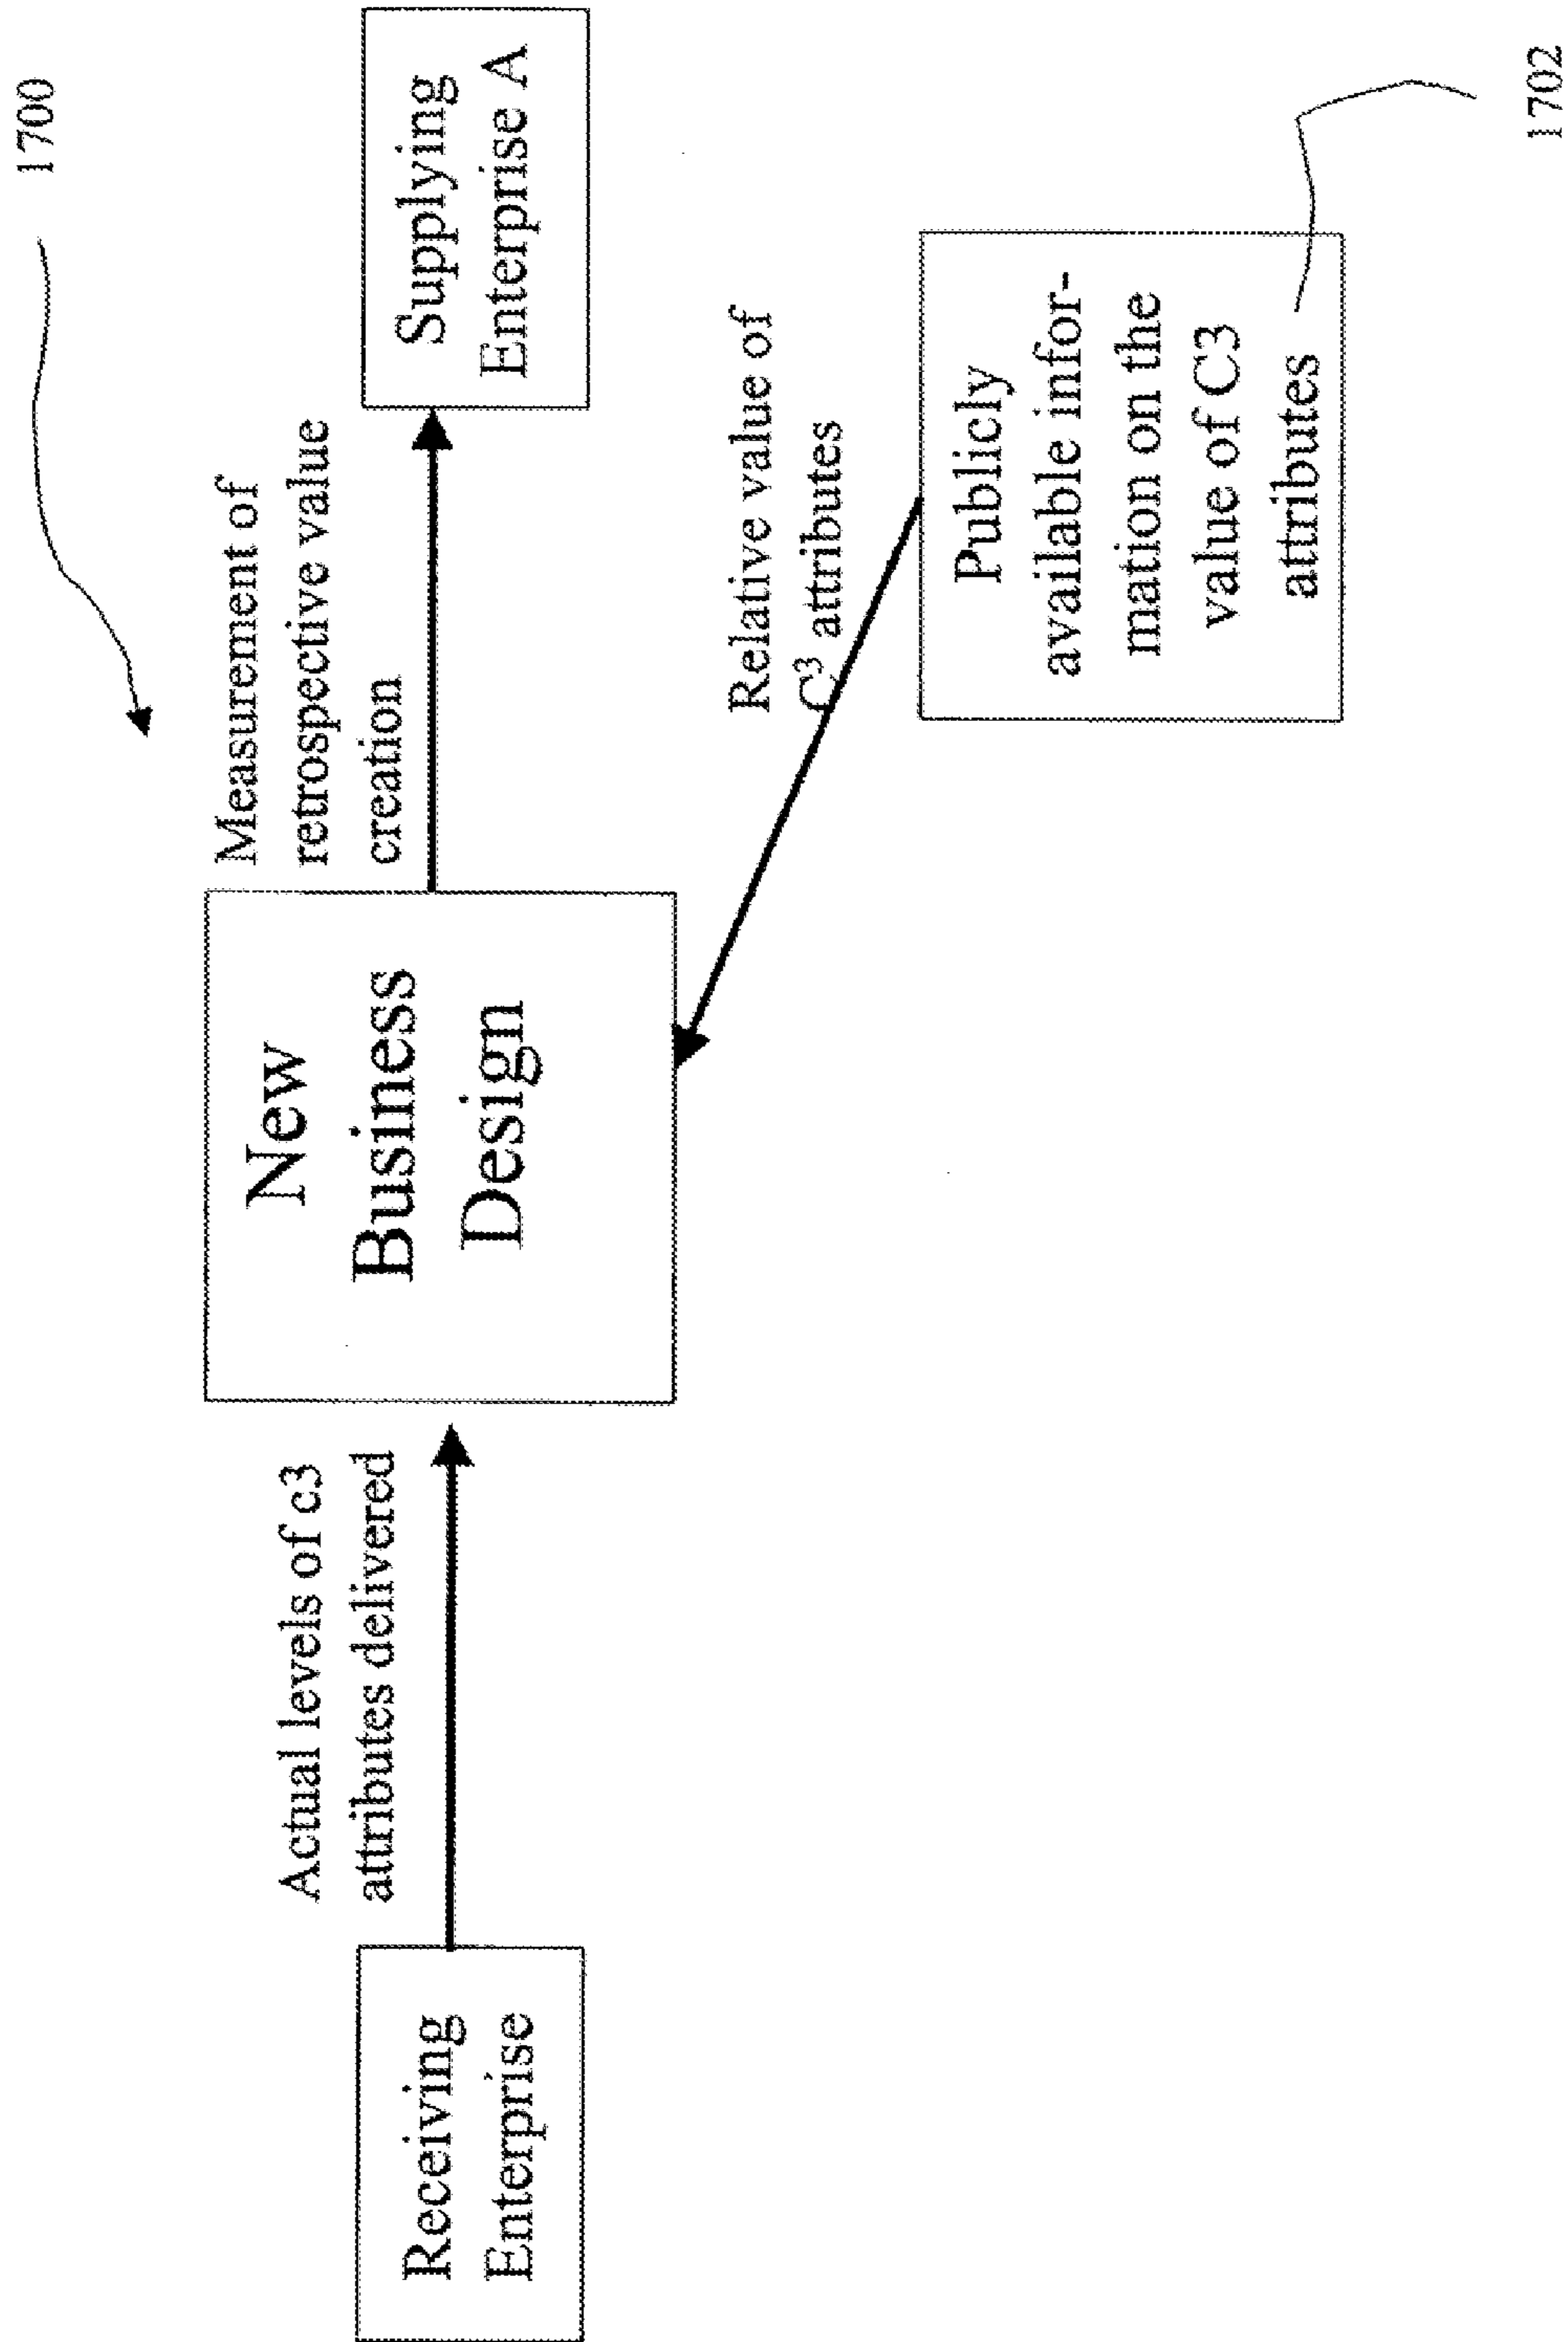 1700
Receiving
Enterprise
Actual levels of c3
attributes delivered
New
Business
Design
Measurement of
retrospective value
creation
Supplying
Enterprise A
Relative value of
C³ attributes
Publicly
available infor-
mation on the
value of C3
attributes
1702